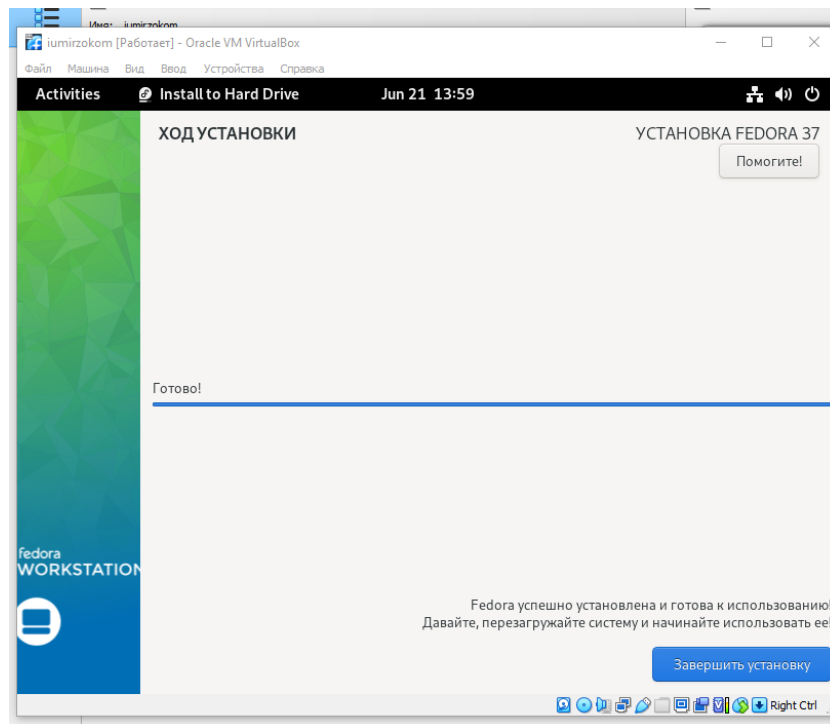 Имя: iumirzokom
iumirzokom [Работает] - Oracle VM VirtualBox
Файл Машина Вид Ввод Устройства Справка
Activities Install to Hard Drive Jun 21 13:59
ХОД УСТАНОВКИ УСТАНОВКА FEDORA 37
Помогите!
Готово!
fedora
WORKSTATION
Fedora успешно установлена и готова к использованию!
Давайте, перезагружайте систему и начинайте использовать ее!
Завершить установку
Right Ctrl